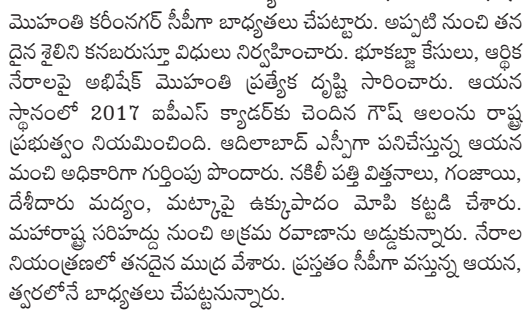 మొహంతి కరీంనగర్ సీపీగా బాధ్యతలు చేపట్టారు. అప్పటి నుంచి తన
దైన శైలిని కనబరుస్తూ విధులు నిర్వహించారు. భూకబ్జా కేసులు, ఆర్థిక
నేరాలపై అభిషేక్ మొహంతి ప్రత్యేక దృష్టి సారించారు. ఆయన
స్థానంలో 2017 ఐపీఎస్ క్యాడర్‌కు చెందిన గౌష్ ఆలంను రాష్ట్ర
ప్రభుత్వం నియమించింది. ఆదిలాబాద్ ఎస్పీగా పనిచేస్తున్న ఆయన
మంచి అధికారిగా గుర్తింపు పొందారు. నకిలీ పత్తి విత్తనాలు, గంజాయి,
దేశీదారు మద్యం, మట్కాపై ఉక్కుపాదం మోపి కట్టడి చేశారు.
మహారాష్ట్ర సరిహద్దు నుంచి అక్రమ రవాణాను అడ్డుకున్నారు. నేరాల
నియంత్రణలో తనదైన ముద్ర వేశారు. ప్రస్తతం సీపీగా వస్తున్న ఆయన,
త్వరలోనే బాధ్యతలు చేపట్టనున్నారు.